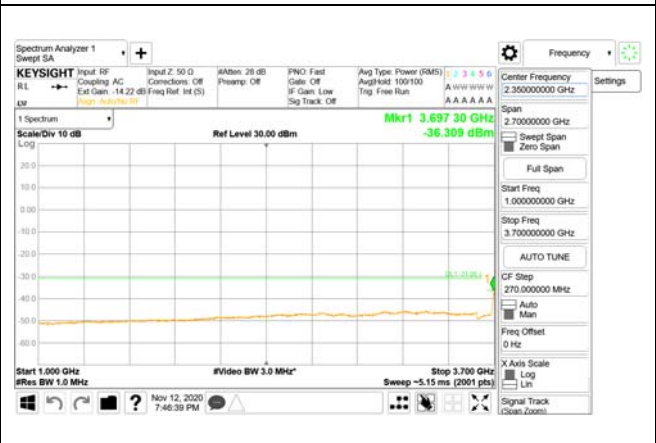 Spectrum Analyzer 1
Swept SA
+
Frequency
KEYSIGHT
RL
Input: RF
Coupling: AC
Ext Gain: -14.22 dB
Align: Auto/No RF
Input Z: 50 Ω
Corrections: Off
Freq Ref: Int (S)
#Atten: 28 dB
Preamp: Off
PNO: Fast
Gate: Off
IF Gain: Low
Sig Track: Off
Avg Type: Power (RMS)
Avg|Hold: 100/100
Trig: Free Run
1 2 3 4 5 6
A W W W W W
A A A A A A
Center Frequency
2.350000000 GHz
Settings
1 Spectrum
Scale/Div 10 dB
Ref Level 30.00 dBm
Mkr1 3.697 30 GHz
-36.309 dBm
Log
20.0
10.0
0.00
-10.0
-20.0
-30.0
-40.0
-50.0
-60.0
1
Span
2.70000000 GHz
Swept Span
Zero Span
Full Span
Start Freq
1.000000000 GHz
Stop Freq
3.700000000 GHz
AUTO TUNE
CF Step
270.000000 MHz
Auto
Man
Freq Offset
0 Hz
X Axis Scale
Log
Lin
Signal Track
(Span Zoom)
Start 1.000 GHz
#Video BW 3.0 MHz*
Stop 3.700 GHz
#Res BW 1.0 MHz
Sweep ~5.15 ms (2001 pts)
?
Nov 12, 2020
7:46:39 PM